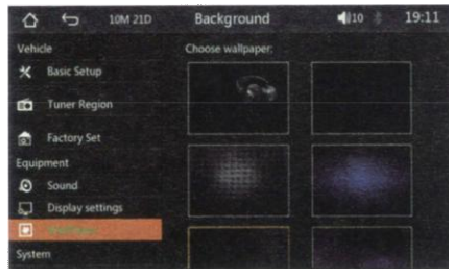 10M 21D Background 10 19:11
Vehicle
Choose wallpaper:
Basic Setup
Tuner Region
Factory Set
Equipment
Sound
Display settings
System